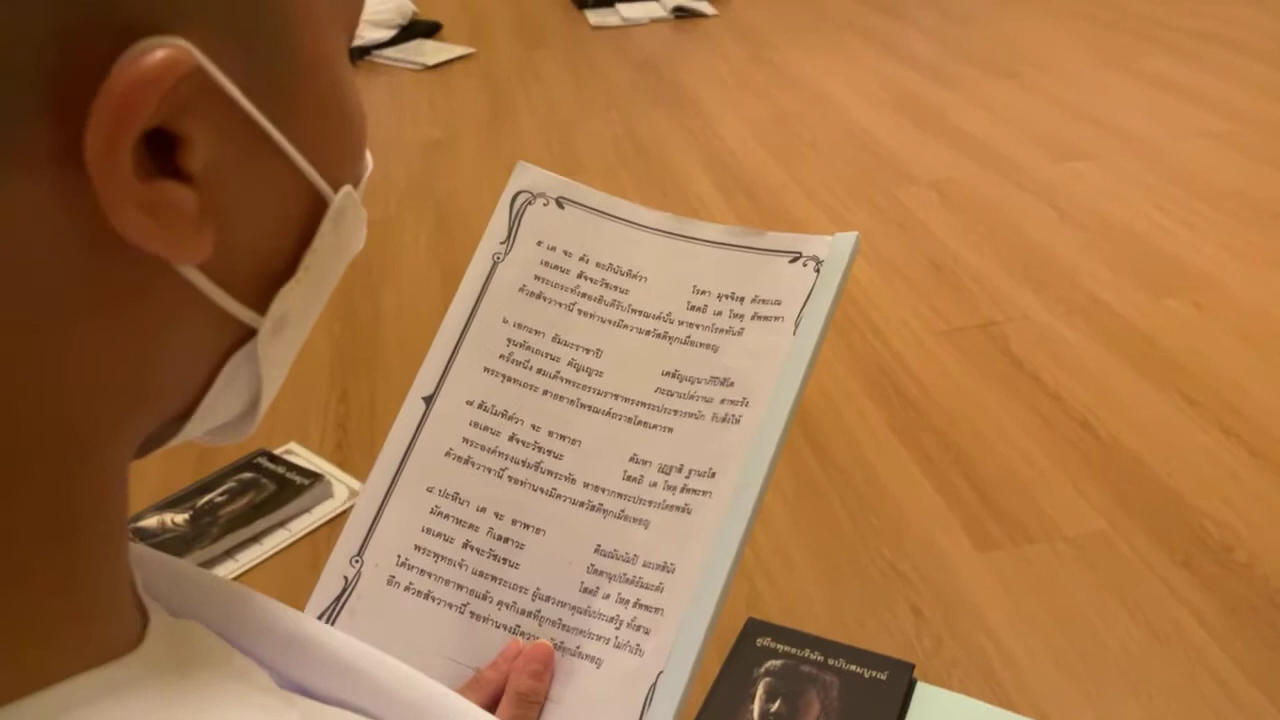 ๕. เต จะ ตัง อะภินันทิต๎วา โรคา มุจจิงสุ ตังขะเณ
เอเตนะ สัจจะวัชเชนะ โสตถิ เต โหตุ สัพพะทา
พระเถระทั้งสองยินดีรับโพชฌงค์นั้น หายจากโรคทันที
ด้วยสัจวาจานี้ ขอท่านจงมีความสวัสดีทุกเมื่อเทอญ
๖. เอกะทา ธัมมะราชาปิ เคลัญเญนาภิปีฬิโต
จุนทัตเถเรนะ ตัญเญวะ ภะณาเปต๎วานะ สาทะรัง
ครั้งหนึ่ง สมเด็จพระธรรมราชาทรงพระประชวรหนัก รับสั่งให้
พระจุลทเถระ สาธยายโพชฌงค์ถวายโดยเคารพ
๗. สัมโมทิต๎วา จะ อาพาธา ตัมหา วุฏฐาสิ ฐานะโส
เอเตนะ สัจจะวัชเชนะ โสตถิ เต โหตุ สัพพะทา
พระองค์ทรงแช่มชื่นพระทัย หายจากพระประชวรโดยพลัน
ด้วยสัจวาจานี้ ขอท่านจงมีความสวัสดีทุกเมื่อเทอญ
๘. ปะหีนา เต จะ อาพาธา ติณณันนัมปิ มะเหสินัง
มัคคาหะตะ กิเลสาวะ ปัตตานุปปัตติธัมมะตัง
เอเตนะ สัจจะวัชเชนะ โสตถิ เต โหตุ สัพพะทา
พระพุทธเจ้า และพระเถระ ผู้แสวงหาคุณอันประเสริฐ ทั้งสาม
ได้หายจากอาพาธแล้ว ดุจกิเลสที่ถูกอริยมรรคประหาร ไม่กำเริบ
อีก ด้วยสัจวาจานี้ ขอท่านจงมีความสวัสดีทุกเมื่อเทอญ
คู่มือพุทธบริษัท ฉบับสมบูรณ์